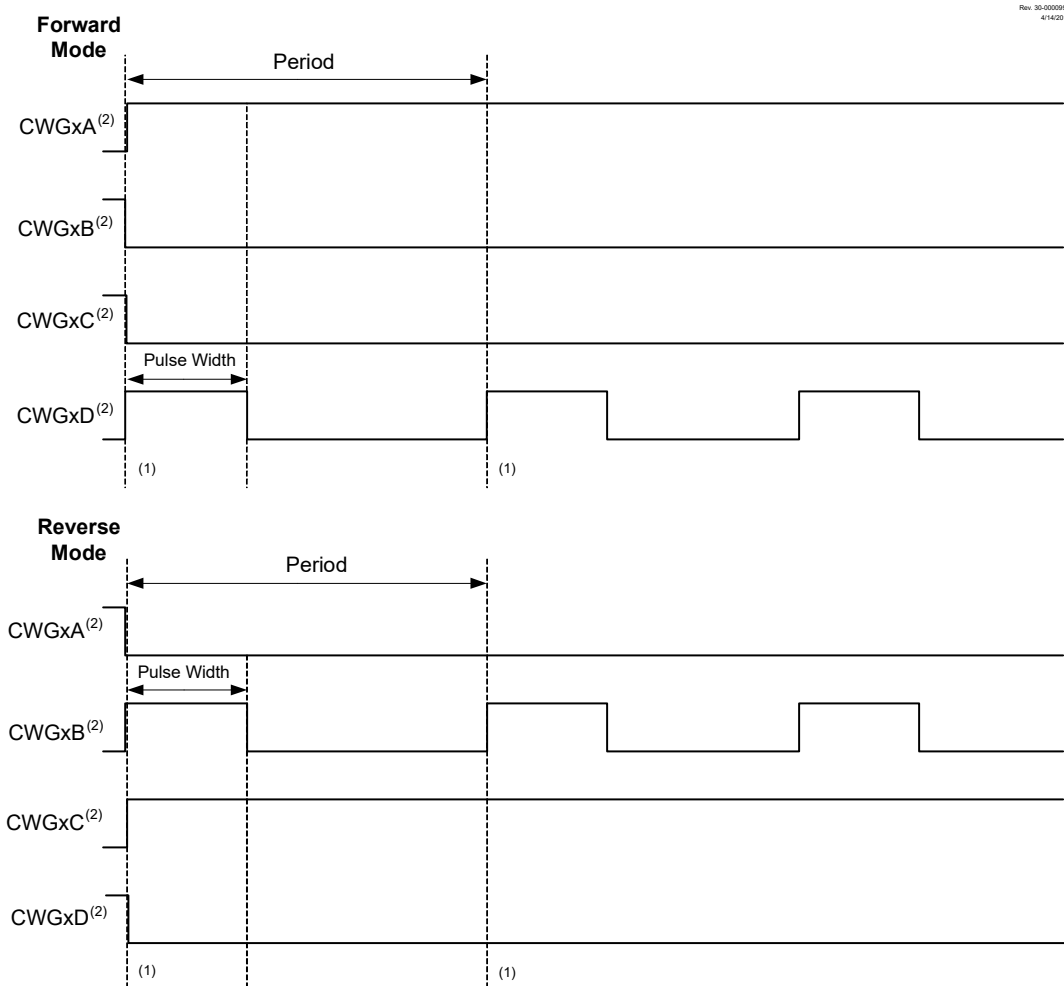 Rev. 30-000099
4/14/20
Forward
Mode
Period
CWGxA(2)
CWGxB(2)
CWGxC(2)
Pulse Width
CWGxD(2)
(1) (1)
Reverse
Mode
Period
CWGxA(2)
Pulse Width
CWGxB(2)
CWGxC(2)
CWGxD(2)
(1) (1)